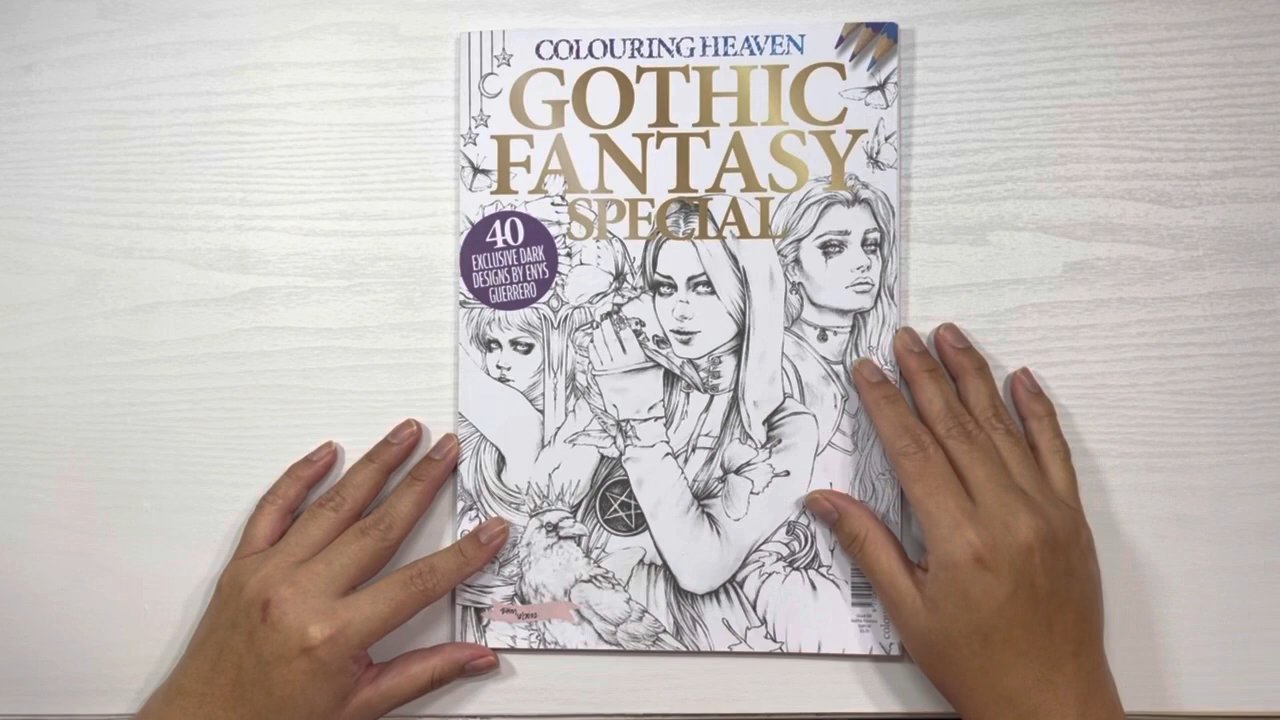 COLOURING HEAVEN
GOTHIC
FANTASY
SPECIAL
40
EXCLUSIVE DARK
DESIGNS BY ENYS
GUERRERO